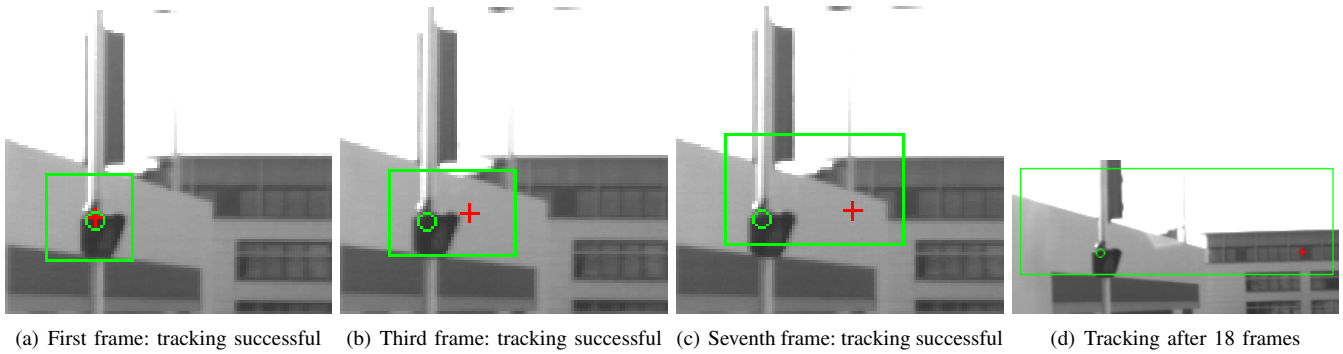 (a) First frame: tracking successful
(b) Third frame: tracking successful
(c) Seventh frame: tracking successful
(d) Tracking after 18 frames